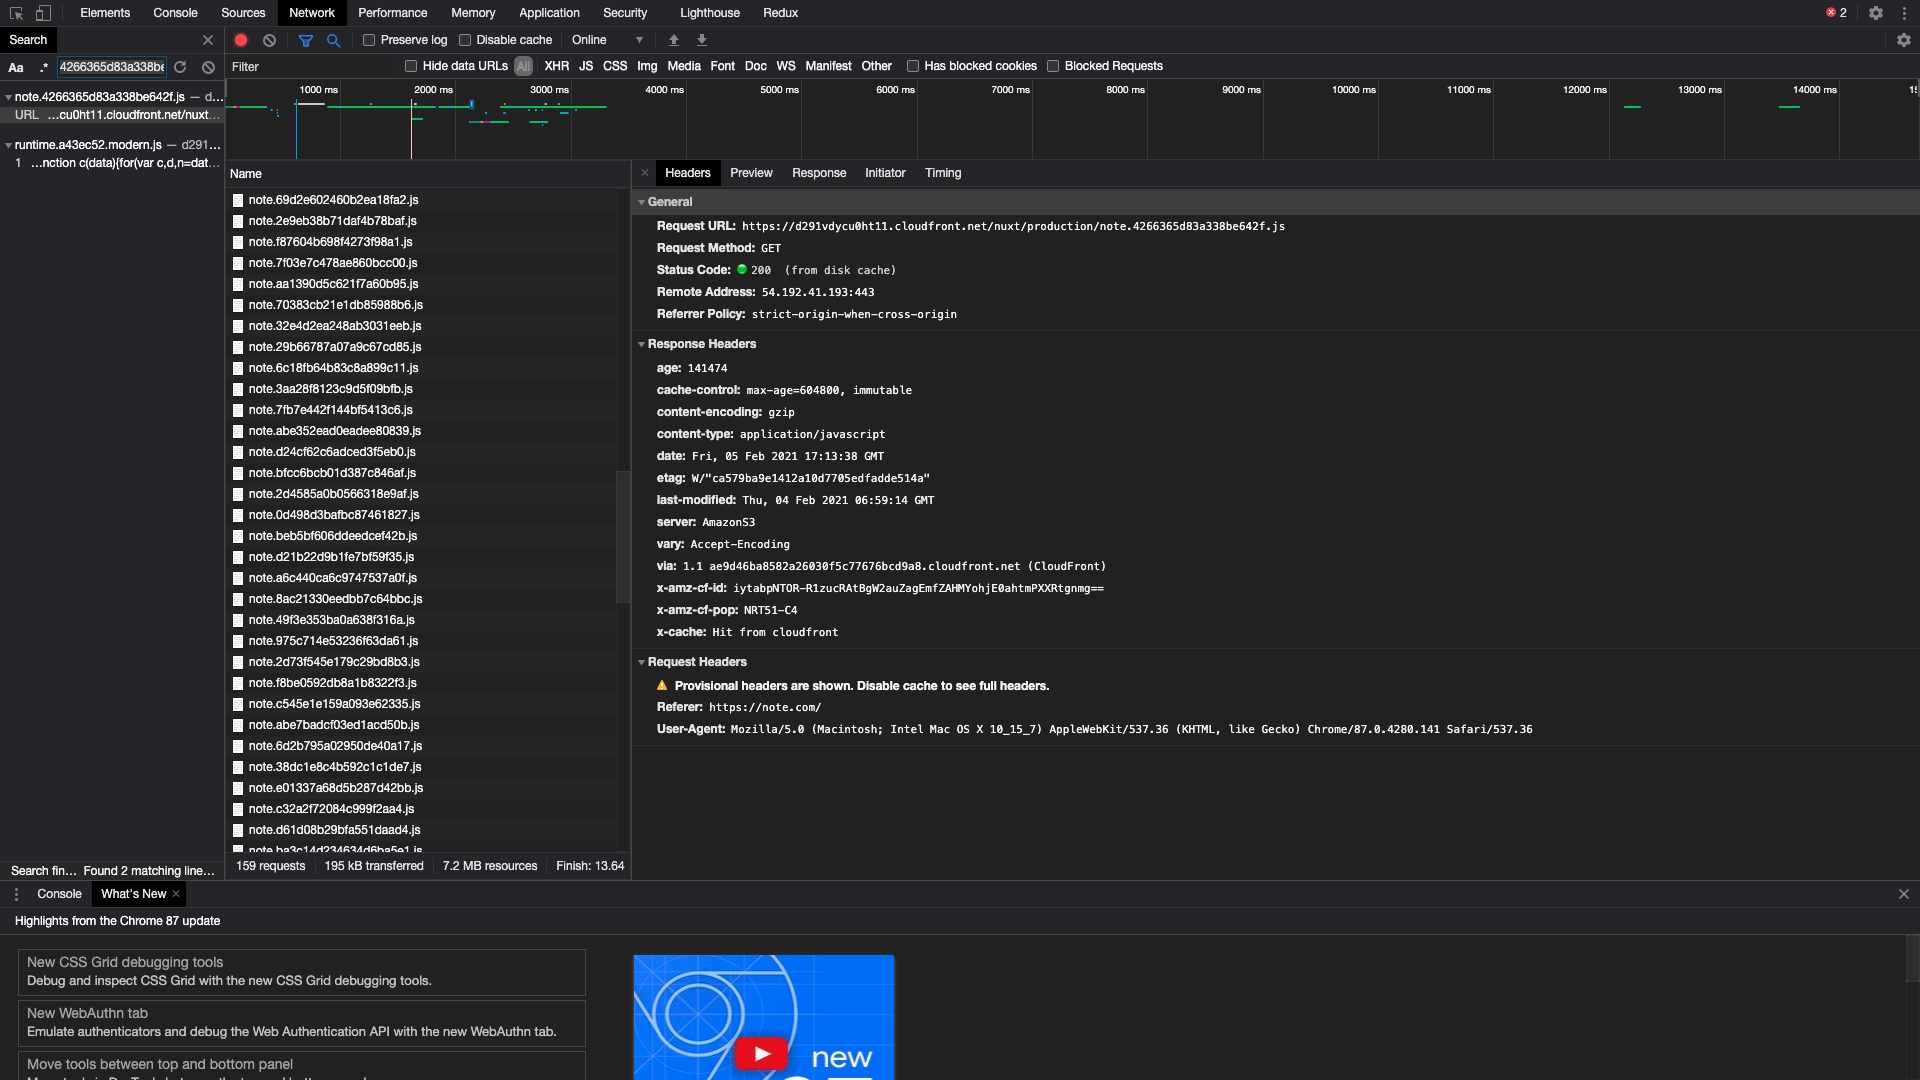 Elements Console Sources Network Performance Memory Application Security Lighthouse Redux 2
Search
Preserve log Disable cache Online
Aa .* 4266365d83a338be
Filter Hide data URLs All XHR JS CSS Img Media Font Doc WS Manifest Other Has blocked cookies Blocked Requests
1000 ms 2000 ms 3000 ms 4000 ms 5000 ms 6000 ms 7000 ms 8000 ms 9000 ms 10000 ms 11000 ms 12000 ms 13000 ms 14000 ms
note.4266365d83a338be642f.js — d…
URL …cu0ht11.cloudfront.net/nuxt…
runtime.a43ec52.modern.js — d291…
1 …nction c(data){for(var c,d,n=dat…
Search fin… Found 2 matching line…
Name
note.69d2e602460b2ea18fa2.js
note.2e9eb38b71daf4b78baf.js
note.f87604b698f4273f98a1.js
note.7f03e7c478ae860bcc00.js
note.aa1390d5c621f7a60b95.js
note.70383cb21e1db85988b6.js
note.32e4d2ea248ab3031eeb.js
note.29b66787a07a9c67cd85.js
note.6c18fb64b83c8a899c11.js
note.3aa28f8123c9d5f09bfb.js
note.7fb7e442f144bf5413c6.js
note.abe352ead0eadee80839.js
note.d24cf62c6adced3f5eb0.js
note.bfcc6bcb01d387c846af.js
note.2d4585a0b0566318e9af.js
note.0d498d3bafbc87461827.js
note.beb5bf606ddeedcef42b.js
note.d21b22d9b1fe7bf59f35.js
note.a6c440ca6c9747537a0f.js
note.8ac21330eedbb7c64bbc.js
note.49f3e353ba0a638f316a.js
note.975c714e53236f63da61.js
note.2d73f545e179c29bd8b3.js
note.f8be0592db8a1b8322f3.js
note.c545e1e159a093e62335.js
note.abe7badcf03ed1acd50b.js
note.6d2b795a02950de40a17.js
note.38dc1e8c4b592c1c1de7.js
note.e01337a68d5b287d42bb.js
note.c32a2f72084c999f2aa4.js
note.d61d08b29bfa551daad4.js
note.ba3c14d234634d6ba5e1.js
159 requests 195 kB transferred 7.2 MB resources Finish: 13.64
Headers Preview Response Initiator Timing
General
Request URL: https://d291vdycu0ht11.cloudfront.net/nuxt/production/note.4266365d83a338be642f.js
Request Method: GET
Status Code: 200 (from disk cache)
Remote Address: 54.192.41.193:443
Referrer Policy: strict-origin-when-cross-origin
Response Headers
age: 141474
cache-control: max-age=604800, immutable
content-encoding: gzip
content-type: application/javascript
date: Fri, 05 Feb 2021 17:13:38 GMT
etag: W/"ca579ba9e1412a10d7705edfadde514a"
last-modified: Thu, 04 Feb 2021 06:59:14 GMT
server: AmazonS3
vary: Accept-Encoding
via: 1.1 ae9d46ba8582a26030f5c77676bcd9a8.cloudfront.net (CloudFront)
x-amz-cf-id: iytabpNTOR-R1zucRAtBgW2auZagEmfZAHMYohjE0ahtmPXXRtgnmg==
x-amz-cf-pop: NRT51-C4
x-cache: Hit from cloudfront
Request Headers
Provisional headers are shown. Disable cache to see full headers.
Referer: https://note.com/
User-Agent: Mozilla/5.0 (Macintosh; Intel Mac OS X 10_15_7) AppleWebKit/537.36 (KHTML, like Gecko) Chrome/87.0.4280.141 Safari/537.36
Console What's New
Highlights from the Chrome 87 update
New CSS Grid debugging tools
Debug and inspect CSS Grid with the new CSS Grid debugging tools.
New WebAuthn tab
Emulate authenticators and debug the Web Authentication API with the new WebAuthn tab.
Move tools between top and bottom panel
new